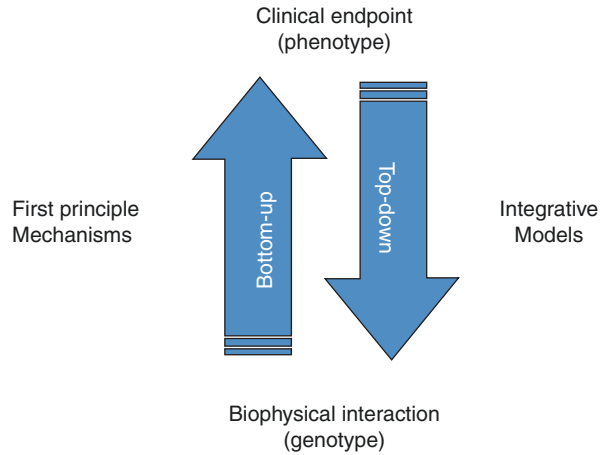 Clinical endpoint
(phenotype)
First principle
Mechanisms
Bottom-up
Top-down
Integrative
Models
Biophysical interaction
(genotype)